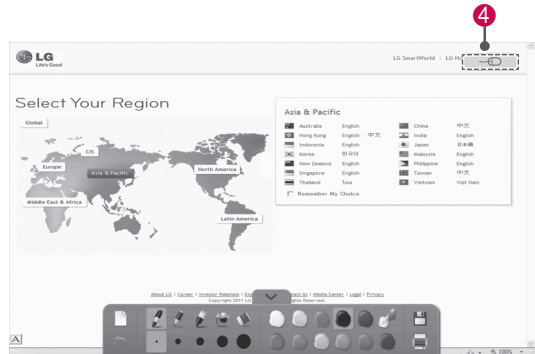 4
LG
Life's Good
LG SmartWorld | LG
Select Your Region
Global
CIS
Europe
Asia & Pacific
North America
Middle East & Africa
Latin America
Asia & Pacific
Australia English China 中文
Hong Kong English 中文 India English
Indonesia English Japan 日本語
Korea 한국어 Malaysia English
New Zealand English Philippine English
Singapore English Taiwan 中文
Thailand ไทย Vietnam Việt Nam
Remember My Choice
About LG | Career | Investor Relations | Contact Us | Media Center | Legal | Privacy
Copyright 2011 LG Rights Reserved.
A
100%